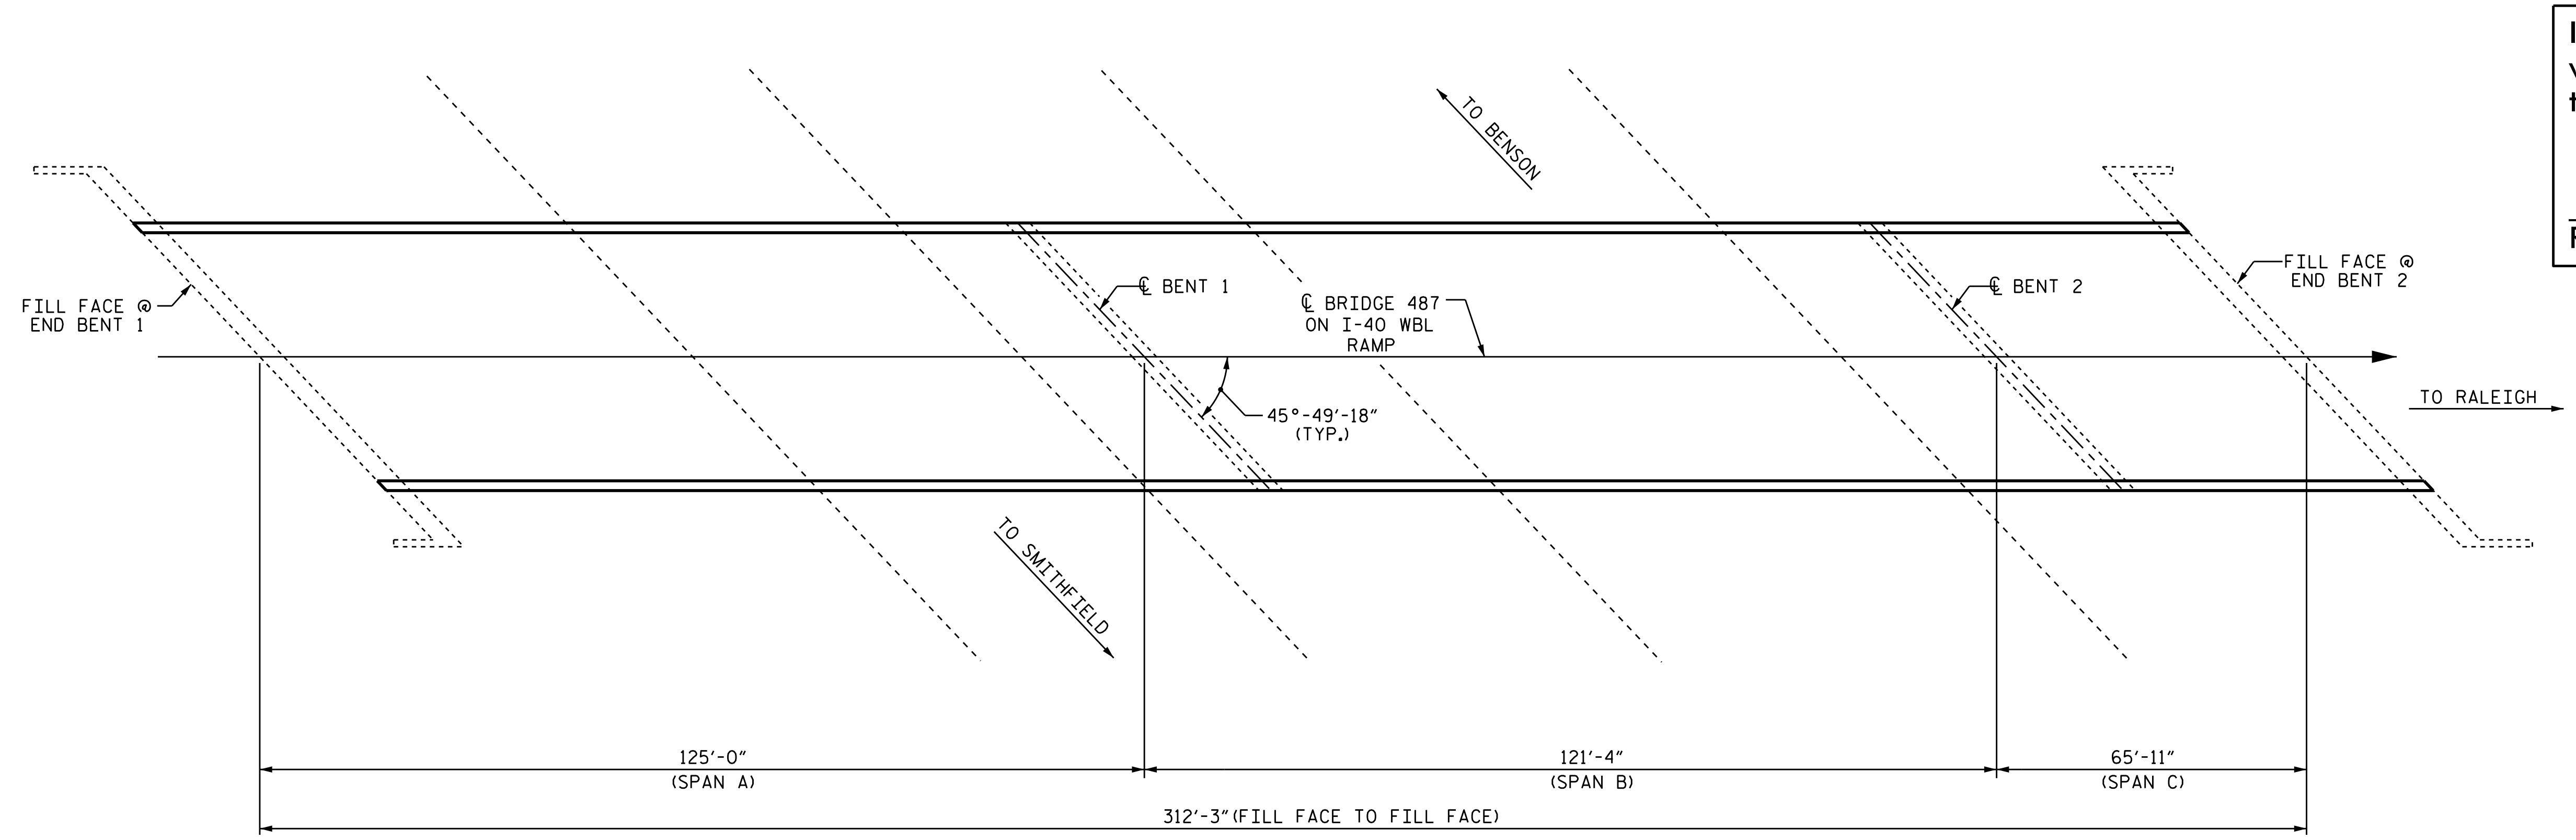 TO BENSON
FILL FACE @
END BENT 1
℄ BENT 1
℄ BRIDGE 487
ON I-40 WBL
RAMP
℄ BENT 2
FILL FACE @
END BENT 2
45°-49'-18"
(TYP.)
TO RALEIGH
TO SMITHFIELD
125'-0"
(SPAN A)
121'-4"
(SPAN B)
65'-11"
(SPAN C)
312'-3" (FILL FACE TO FILL FACE)